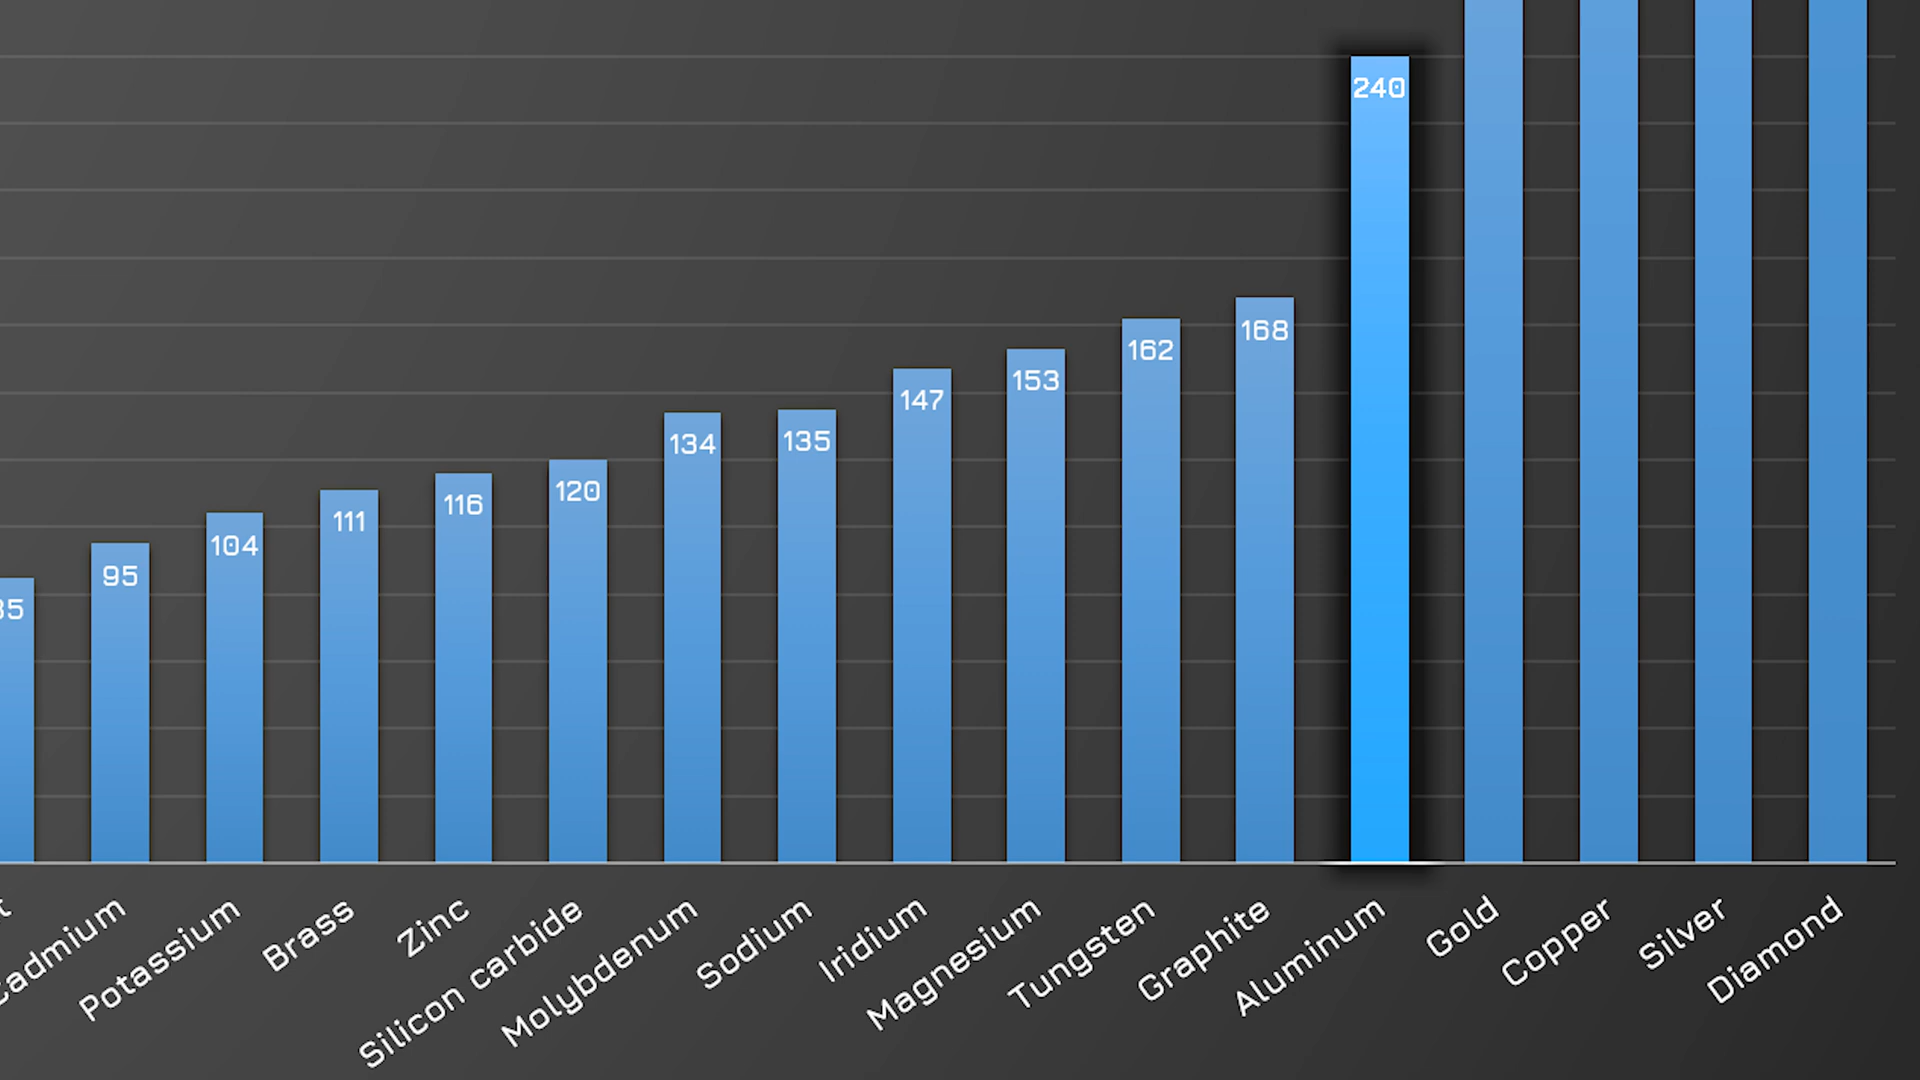 240
168
162
153
147
135
134
120
116
111
104
95
Cadmium
Potassium
Brass
Zinc
Silicon carbide
Molybdenum
Sodium
Iridium
Magnesium
Tungsten
Graphite
Aluminum
Gold
Copper
Silver
Diamond